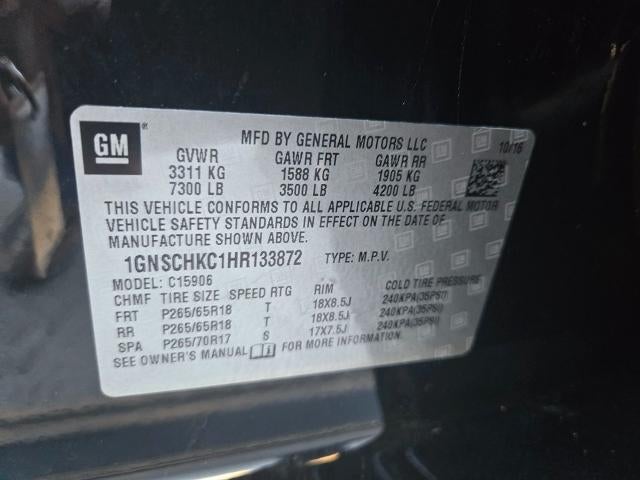 GM
MFD BY GENERAL MOTORS LLC 10/16
GVWR GAWR FRT GAWR RR
3311 KG 1588 KG 1905 KG
7300 LB 3500 LB 4200 LB
THIS VEHICLE CONFORMS TO ALL APPLICABLE U.S. FEDERAL MOTOR
VEHICLE SAFETY STANDARDS IN EFFECT ON THE DATE OF
MANUFACTURE SHOWN ABOVE.
1GNSCHKC1HR133872 TYPE: M.P.V.
MODEL: C15906
CHMF TIRE SIZE SPEED RTG RIM COLD TIRE PRESSURE
FRT P265/65R18 T 18X8.5J 240KPA(35PSI)
RR P265/65R18 T 18X8.5J 240KPA(35PSI)
SPA P265/70R17 S 17X7.5J 240KPA(35PSI)
SEE OWNER'S MANUAL FOR MORE INFORMATION.